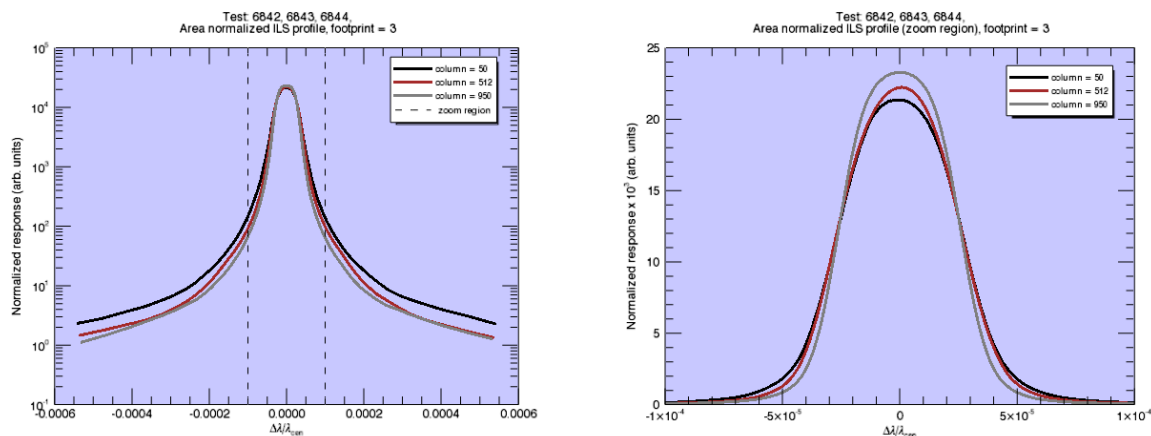 Test: 6842, 6843, 6844,
Area normalized ILS profile, footprint = 3
Normalized response (arb. units)
10^5
10^4
10^3
10^2
10^1
10^0
10^-1
column = 50
column = 512
column = 950
zoom region
-0.0006 -0.0004 -0.0002 0.0000 0.0002 0.0004 0.0006
Δλ/λcen
Test: 6842, 6843, 6844,
Area normalized ILS profile (zoom region), footprint = 3
Normalized response x 10^3 (arb. units)
25
20
15
10
5
0
column = 50
column = 512
column = 950
-1×10^-4 -5×10^-5 0 5×10^-5 1×10^-4
Δλ/λcen